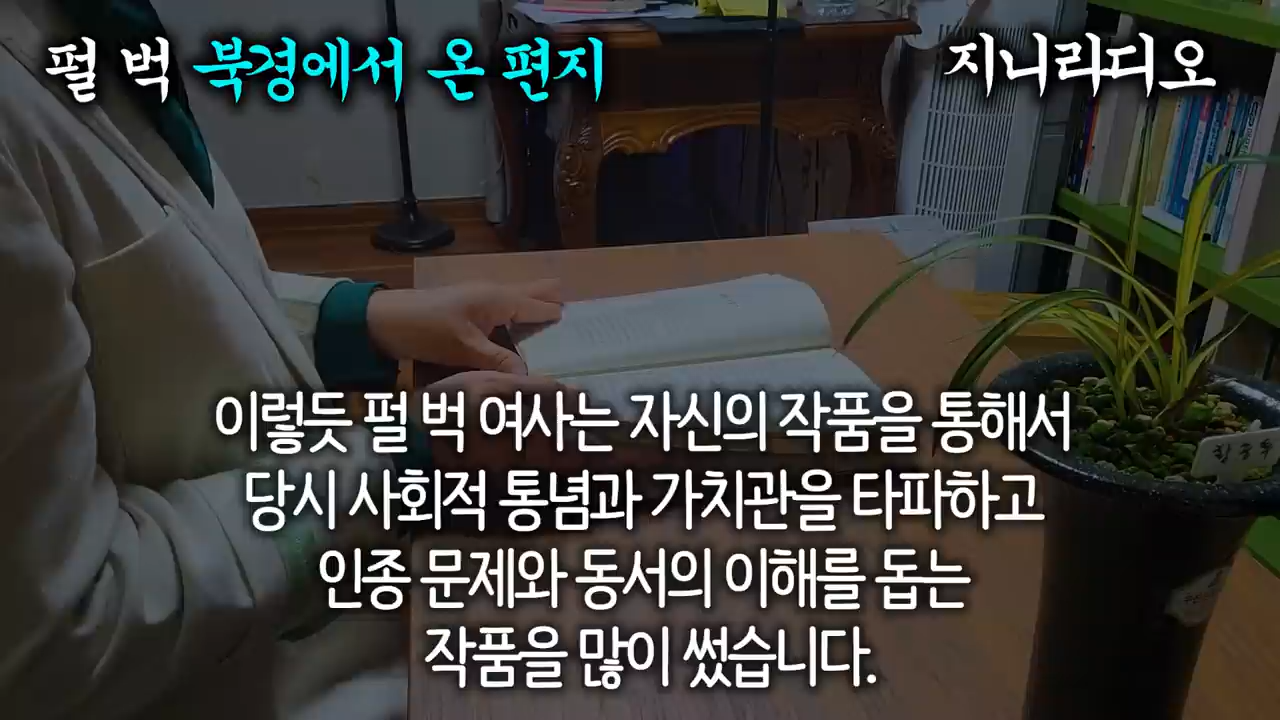 펄 벅 북경에서 온 편지
지니라디오
이렇듯 펄 벅 여사는 자신의 작품을 통해서
당시 사회적 통념과 가치관을 타파하고
인종 문제와 동서의 이해를 돕는
작품을 많이 썼습니다.